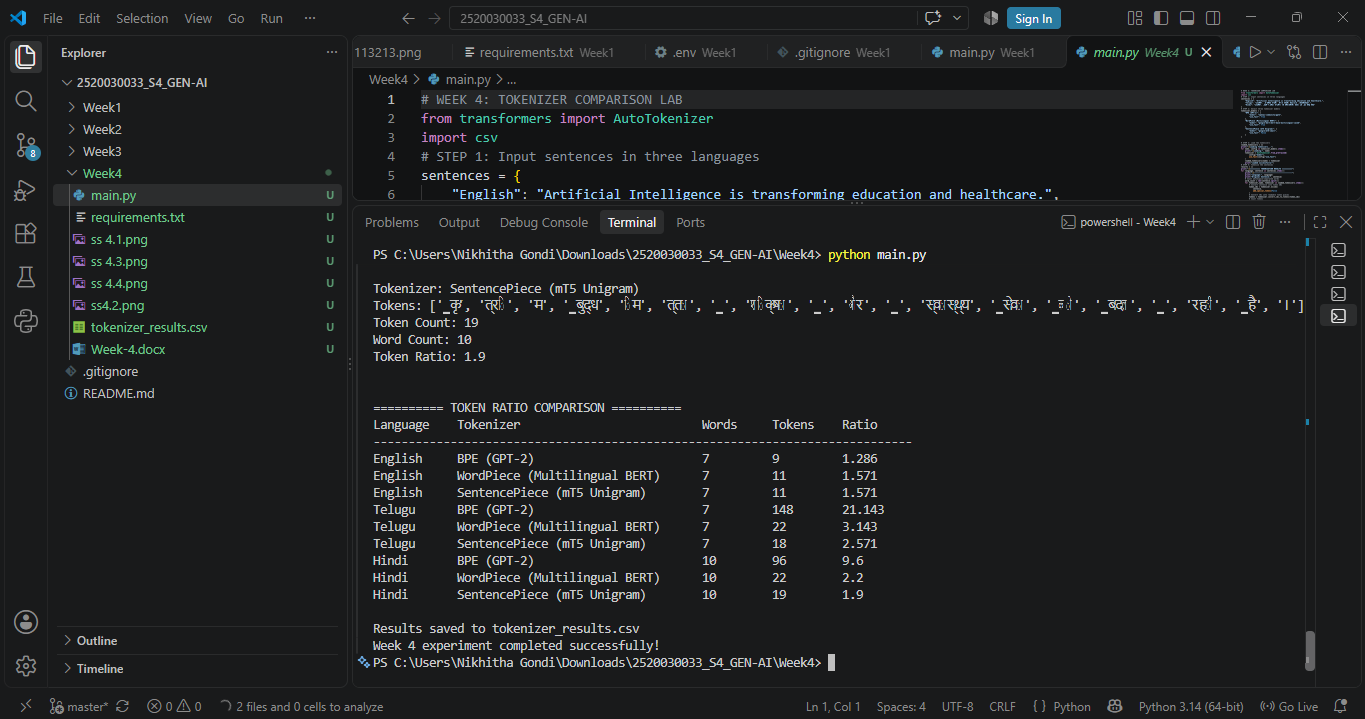 File Edit Selection View Go Run ···
2520030033_S4_GEN-AI
Sign In
Explorer ···
2520030033_S4_GEN-AI
Week1
Week2
Week3
Week4
main.py U
requirements.txt U
ss 4.1.png U
ss 4.3.png U
ss 4.4.png U
ss4.2.png U
tokenizer_results.csv U
Week-4.docx U
.gitignore
README.md
Outline
Timeline
8
113213.png
requirements.txt Week1
.env Week1
.gitignore Week1
main.py Week1
main.py Week4 U
Week4 > main.py > ...
1 # WEEK 4: TOKENIZER COMPARISON LAB
2 from transformers import AutoTokenizer
3 import csv
4 # STEP 1: Input sentences in three languages
5 sentences = {
6 "English": "Artificial Intelligence is transforming education and healthcare.",
Problems Output Debug Console Terminal Ports
powershell - Week4
PS C:\Users\Nikhitha Gondi\Downloads\2520030033_S4_GEN-AI\Week4> python main.py
Tokenizer: SentencePiece (mT5 Unigram)
Tokens: ['_कृ', 'त्रि', 'म', '_बुद्ध', 'िम', 'त्ता', '_', 'शिक्षा', '_', 'और', '_', 'स्वास्थ्य', '_सेवा', '_को', '_बदल', '_', 'रही', '_है', '।']
Token Count: 19
Word Count: 10
Token Ratio: 1.9
========== TOKEN RATIO COMPARISON ==========
Language Tokenizer Words Tokens Ratio
-----------------------------------------------------------------------------
English BPE (GPT-2) 7 9 1.286
English WordPiece (Multilingual BERT) 7 11 1.571
English SentencePiece (mT5 Unigram) 7 11 1.571
Telugu BPE (GPT-2) 7 148 21.143
Telugu WordPiece (Multilingual BERT) 7 22 3.143
Telugu SentencePiece (mT5 Unigram) 7 18 2.571
Hindi BPE (GPT-2) 10 96 9.6
Hindi WordPiece (Multilingual BERT) 10 22 2.2
Hindi SentencePiece (mT5 Unigram) 10 19 1.9
Results saved to tokenizer_results.csv
Week 4 experiment completed successfully!
PS C:\Users\Nikhitha Gondi\Downloads\2520030033_S4_GEN-AI\Week4>
master* 0 0 2 files and 0 cells to analyze
Ln 1, Col 1 Spaces: 4 UTF-8 CRLF { } Python Python 3.14 (64-bit) Go Live